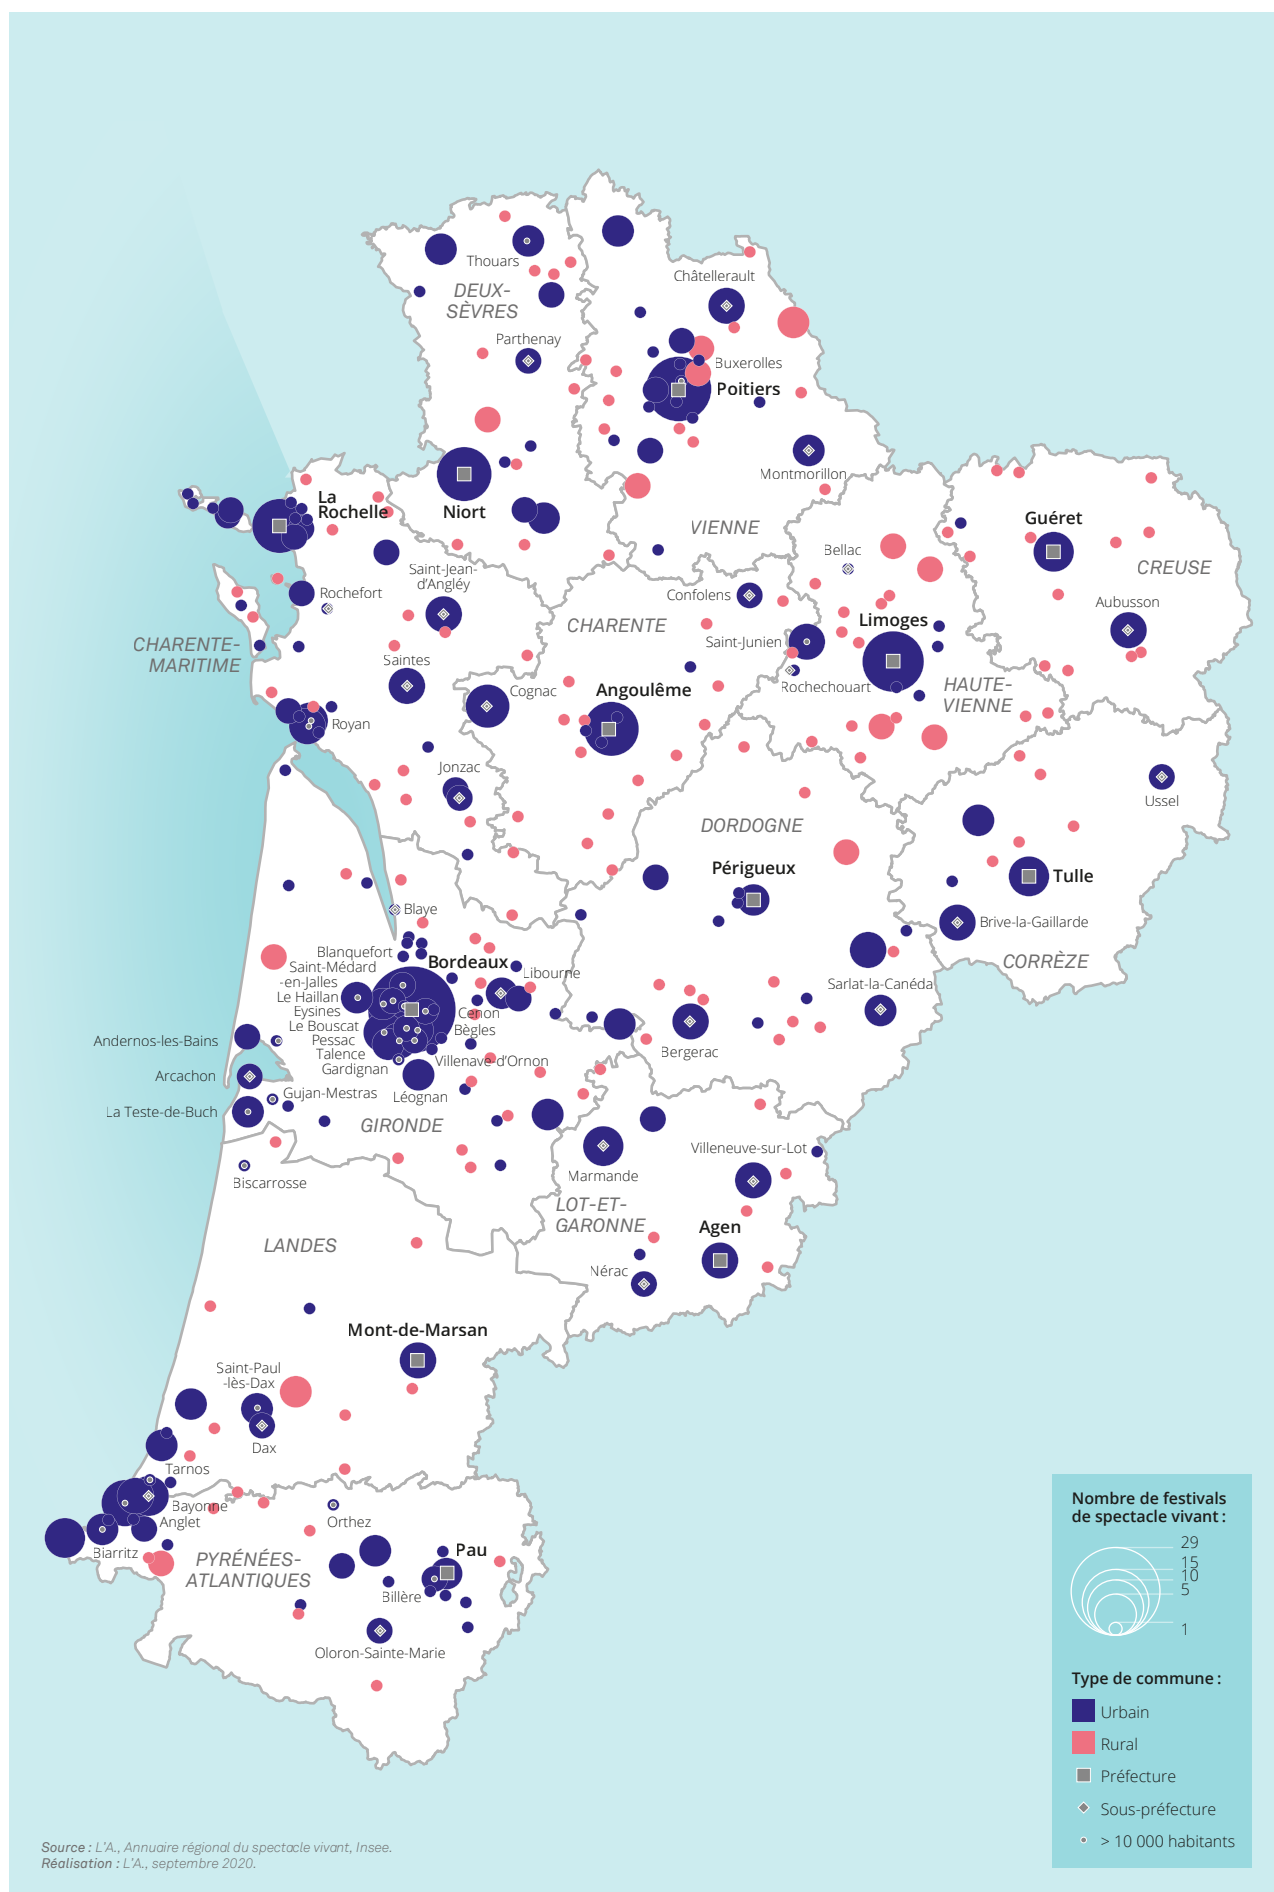 Thouars
DEUX-
SÈVRES
Parthenay
Châtellerault
Buxerolles
Poitiers
Montmorillon
VIENNE
La
Rochelle
Niort
Bellac
Guéret
CREUSE
Aubusson
Saint-Jean-
d’Angléy
Rochefort
Confolens
CHARENTE
Saint-Junien
Limoges
CHARENTE-
MARITIME
Saintes
Cognac
Angoulême
Rochechouart
HAUTE-
VIENNE
Royan
Jonzac
Ussel
DORDOGNE
Périgueux
Tulle
Blaye
Brive-la-Gaillarde
CORRÈZE
Blanquefort
Bordeaux
Saint-Médard
-en-Jalles
Libourne
Le Haillan
Eysines
Cenon
Le Bouscat
Bègles
Pessac
Talence
Villenave-d’Ornon
Gardignan
Léognan
Sarlat-la-Canéda
Bergerac
Andernos-les-Bains
Arcachon
Gujan-Mestras
La Teste-de-Buch
GIRONDE
Biscarrosse
Marmande
Villeneuve-sur-Lot
LOT-ET-
GARONNE
Agen
Nérac
LANDES
Mont-de-Marsan
Saint-Paul
-lès-Dax
Dax
Tarnos
Bayonne
Anglet
Biarritz
Orthez
PYRÉNÉES-
ATLANTIQUES
Pau
Billère
Oloron-Sainte-Marie
Nombre de festivals
de spectacle vivant :
29
15
10
5
1
Type de commune :
Urbain
Rural
Préfecture
Sous-préfecture
> 10 000 habitants
Source : L’A., Annuaire régional du spectacle vivant, Insee.
Réalisation : L’A., septembre 2020.